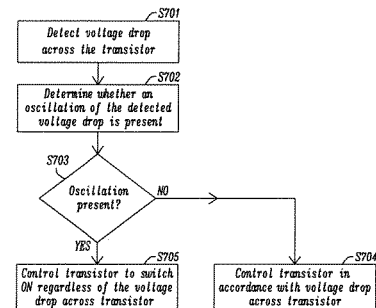 S701
Detect voltage drop
across the transistor
S702
Determine whether an
oscillation of the detected
voltage drop is present
S703
Oscillation
present?
NO
YES
S705
Control transistor to switch
ON regardless of the voltage
drop across transistor
S704
Control transistor in
accordance with voltage drop
across transistor